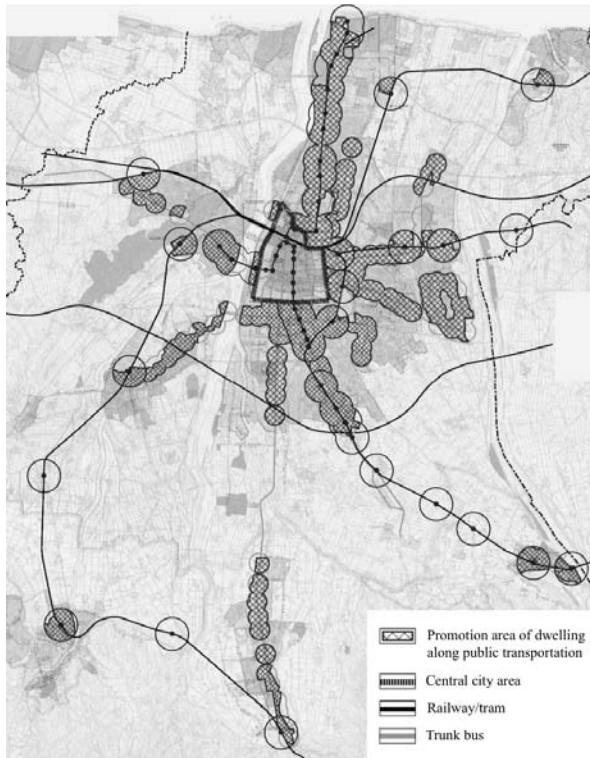 Promotion area of dwelling
along public transportation
Central city area
Railway/tram
Trunk bus